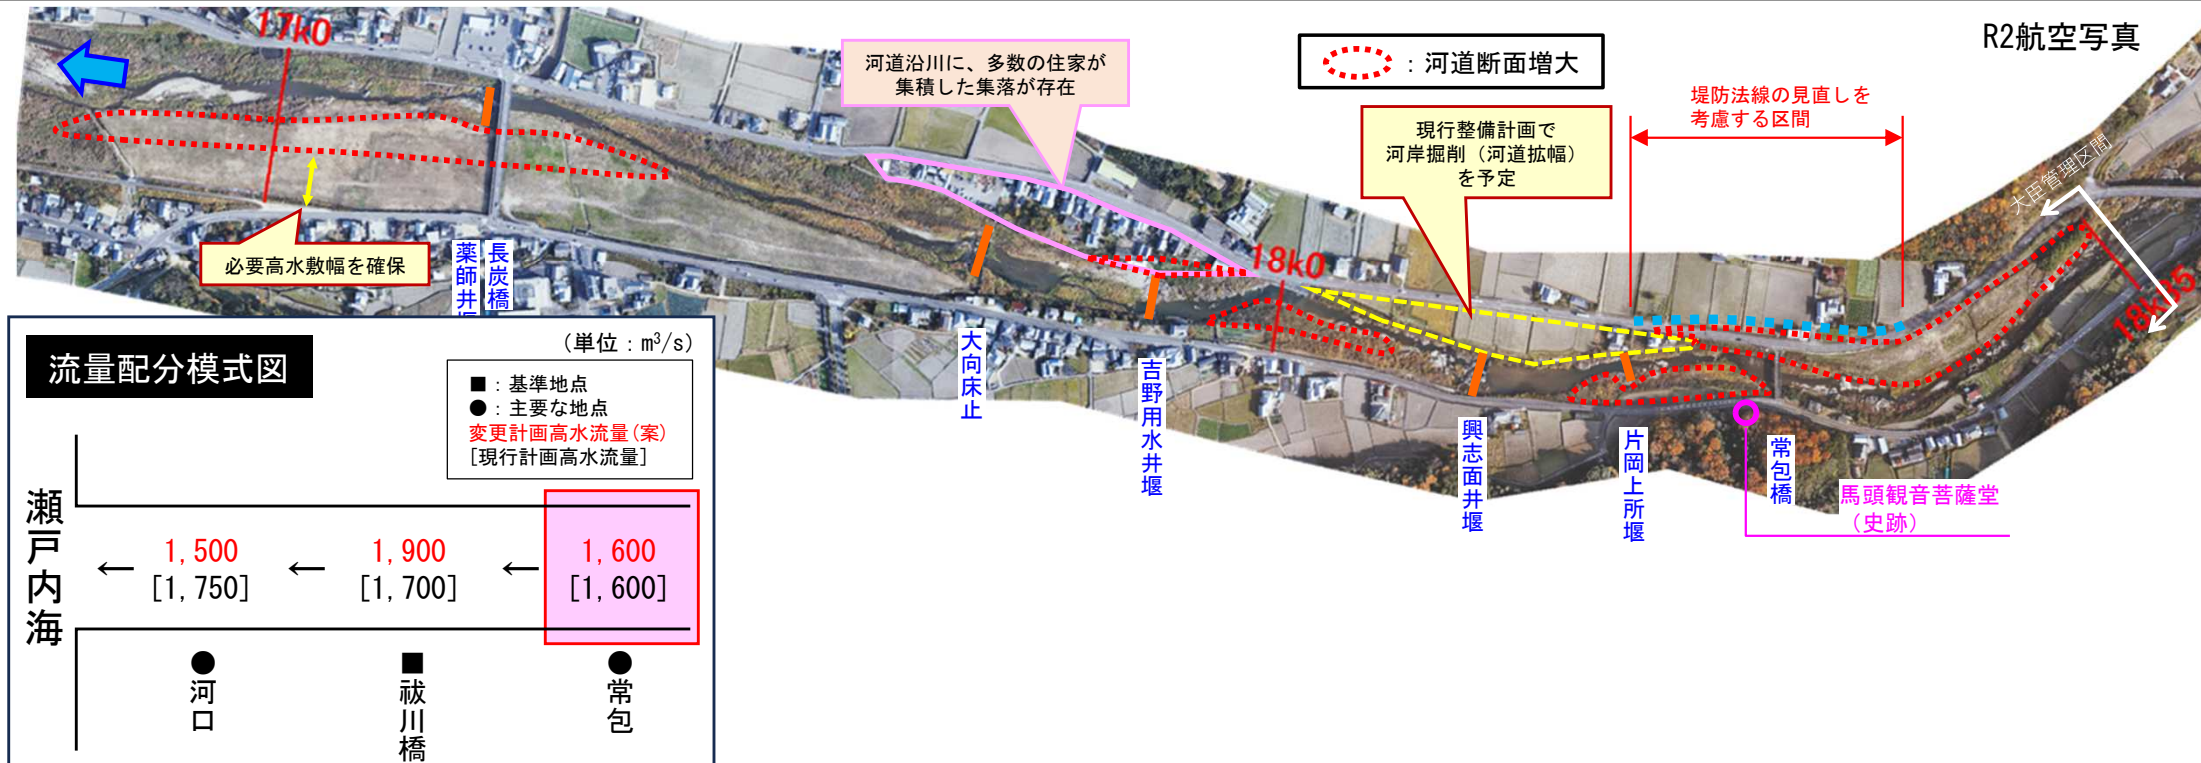 R2航空写真
17k0
河道沿川に、多数の住家が
集積した集落が存在
：河道断面増大
現行整備計画で
河岸掘削（河道拡幅）
を予定
堤防法線の見直しを
考慮する区間
大臣管理区間
必要高水敷幅を確保
薬師井堰
長炭橋
18k0
18k85
大向床止
吉野用水井堰
興志面井堰
片岡上所堰
常包橋
馬頭観音菩薩堂
（史跡）
流量配分模式図
（単位：m³/s）
■：基準地点
●：主要な地点
変更計画高水流量(案)
[現行計画高水流量]
瀬戸内海
← 1,500 ← 1,900 ← 1,600
[1,750] [1,700] [1,600]
● ■ ●
河口
祓川橋
常包